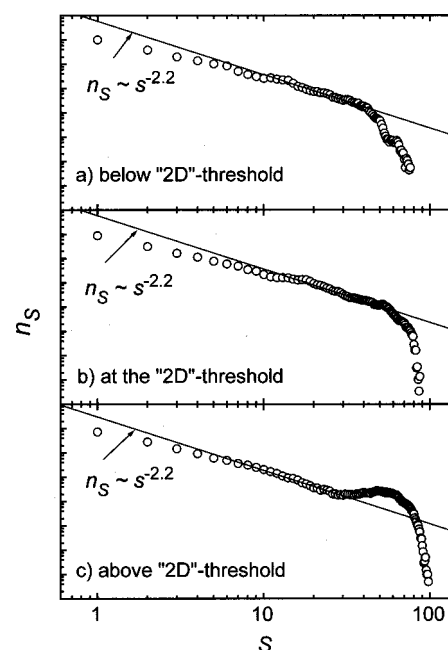 n_S ~ s^-2.2
a) below "2D"-threshold
n_S ~ s^-2.2
b) at the "2D"-threshold
n_S ~ s^-2.2
c) above "2D"-threshold
n_S
1 10 100
S